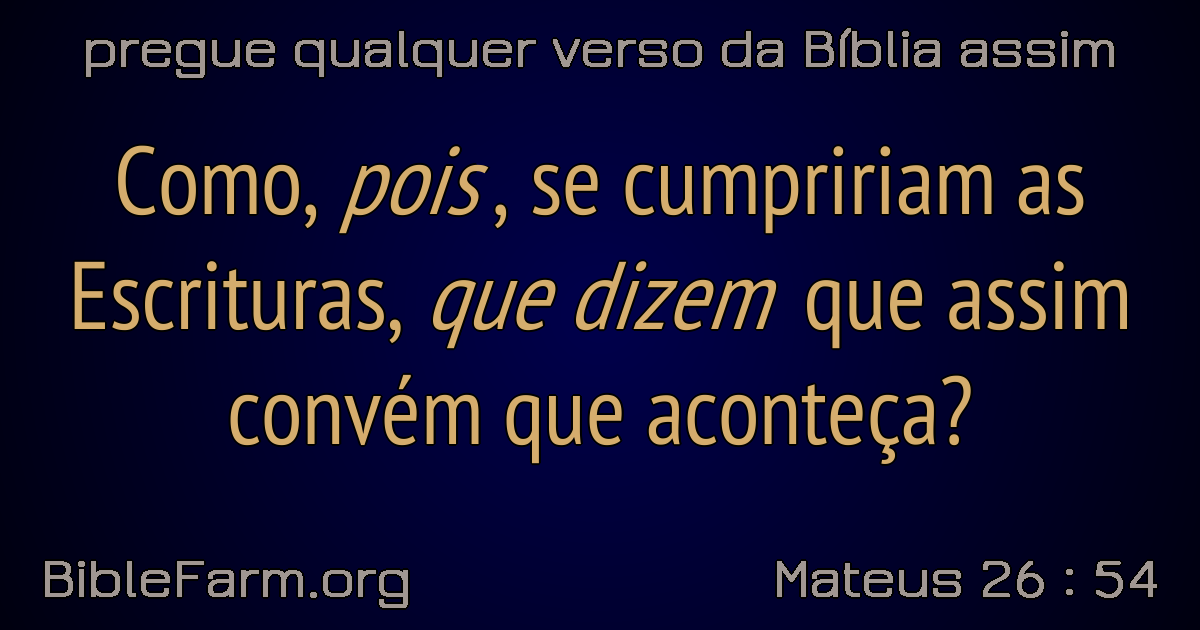 pregue qualquer verso da Bíblia assim
Como, pois, se cumpririam as
Escrituras, que dizem que assim
convém que aconteça?
BibleFarm.org
Mateus 26 : 54